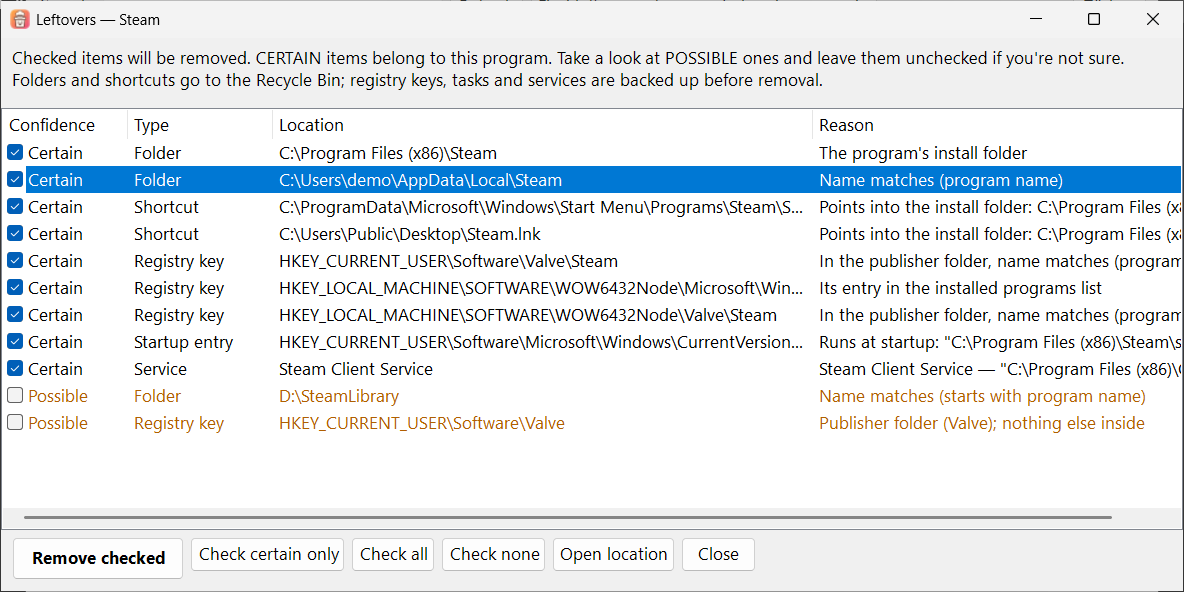 Leftovers — Steam
Checked items will be removed. CERTAIN items belong to this program. Take a look at POSSIBLE ones and leave them unchecked if you're not sure.
Folders and shortcuts go to the Recycle Bin; registry keys, tasks and services are backed up before removal.
Confidence Type Location Reason
Certain Folder C:\Program Files (x86)\Steam The program's install folder
Certain Folder C:\Users\demo\AppData\Local\Steam Name matches (program name)
Certain Shortcut C:\ProgramData\Microsoft\Windows\Start Menu\Programs\Steam\S... Points into the install folder: C:\Program Files (x8
Certain Shortcut C:\Users\Public\Desktop\Steam.lnk Points into the install folder: C:\Program Files (x8
Certain Registry key HKEY_CURRENT_USER\Software\Valve\Steam In the publisher folder, name matches (program
Certain Registry key HKEY_LOCAL_MACHINE\SOFTWARE\WOW6432Node\Microsoft\Win... Its entry in the installed programs list
Certain Registry key HKEY_LOCAL_MACHINE\SOFTWARE\WOW6432Node\Valve\Steam In the publisher folder, name matches (program
Certain Startup entry HKEY_CURRENT_USER\Software\Microsoft\Windows\CurrentVersion... Runs at startup: "C:\Program Files (x86)\Steam\s
Certain Service Steam Client Service Steam Client Service — "C:\Program Files (x86)\
Possible Folder D:\SteamLibrary Name matches (starts with program name)
Possible Registry key HKEY_CURRENT_USER\Software\Valve Publisher folder (Valve); nothing else inside
Remove checked Check certain only Check all Check none Open location Close